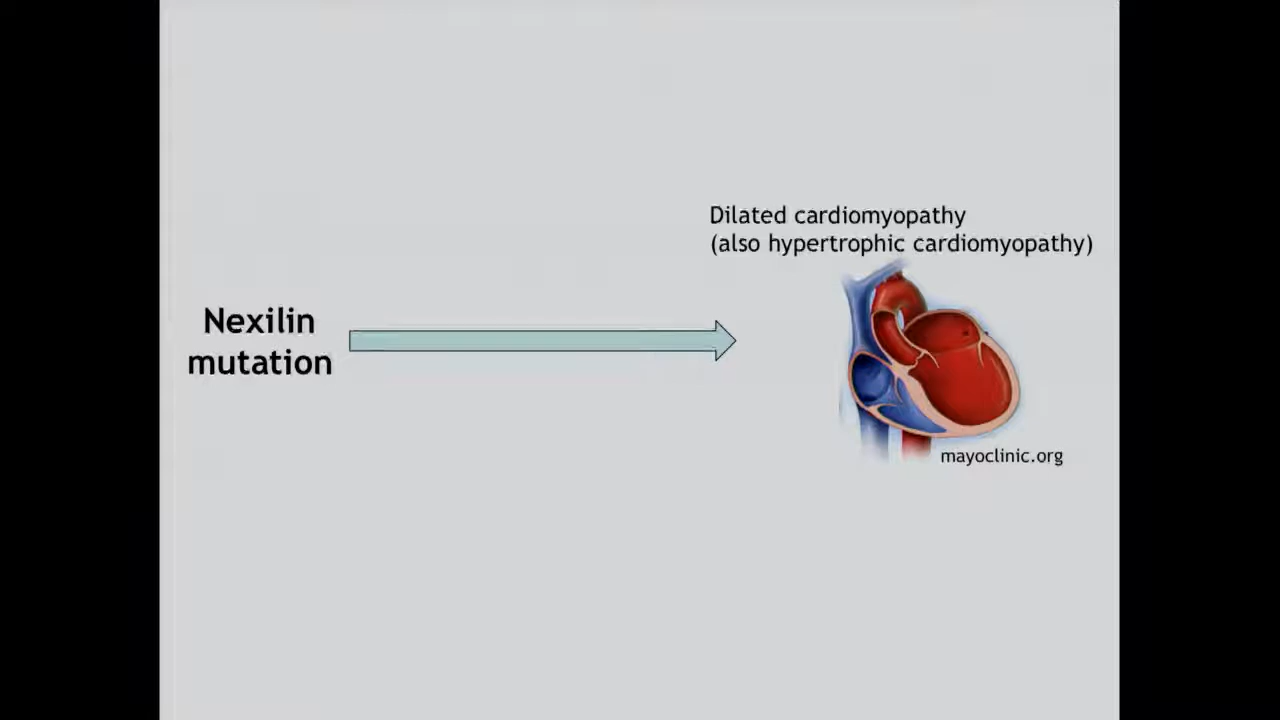 Dilated cardiomyopathy
(also hypertrophic cardiomyopathy)
Nexilin
mutation
mayoclinic.org